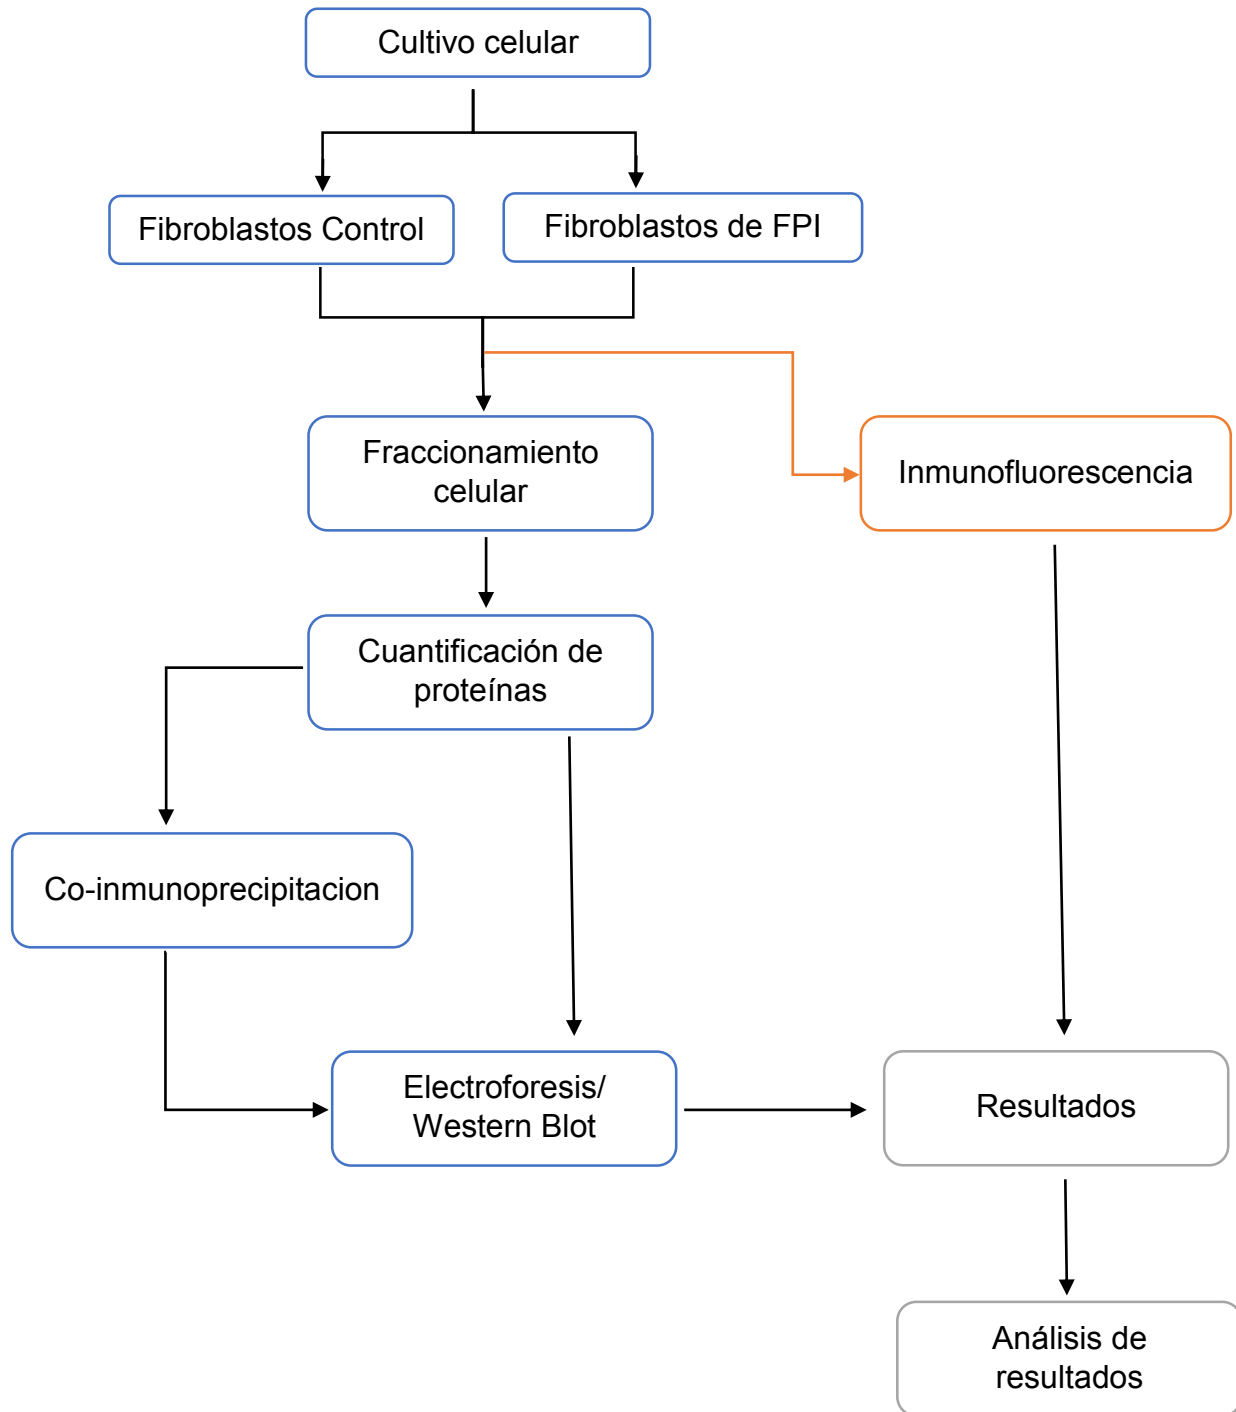 Cultivo celular
Fibroblastos Control
Fibroblastos de FPI
Fraccionamiento
celular
Inmunofluorescencia
Cuantificación de
proteínas
Co-inmunoprecipitacion
Electroforesis/
Western Blot
Resultados
Análisis de
resultados